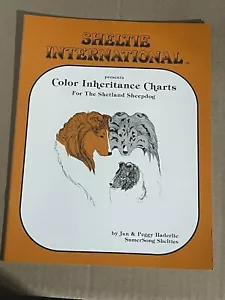 SHELTIE
INTERNATIONAL
presents
Color Inheritance Charts
For The Shetland Sheepdog
by Jan & Peggy Haderlie
SumerSong Shelties